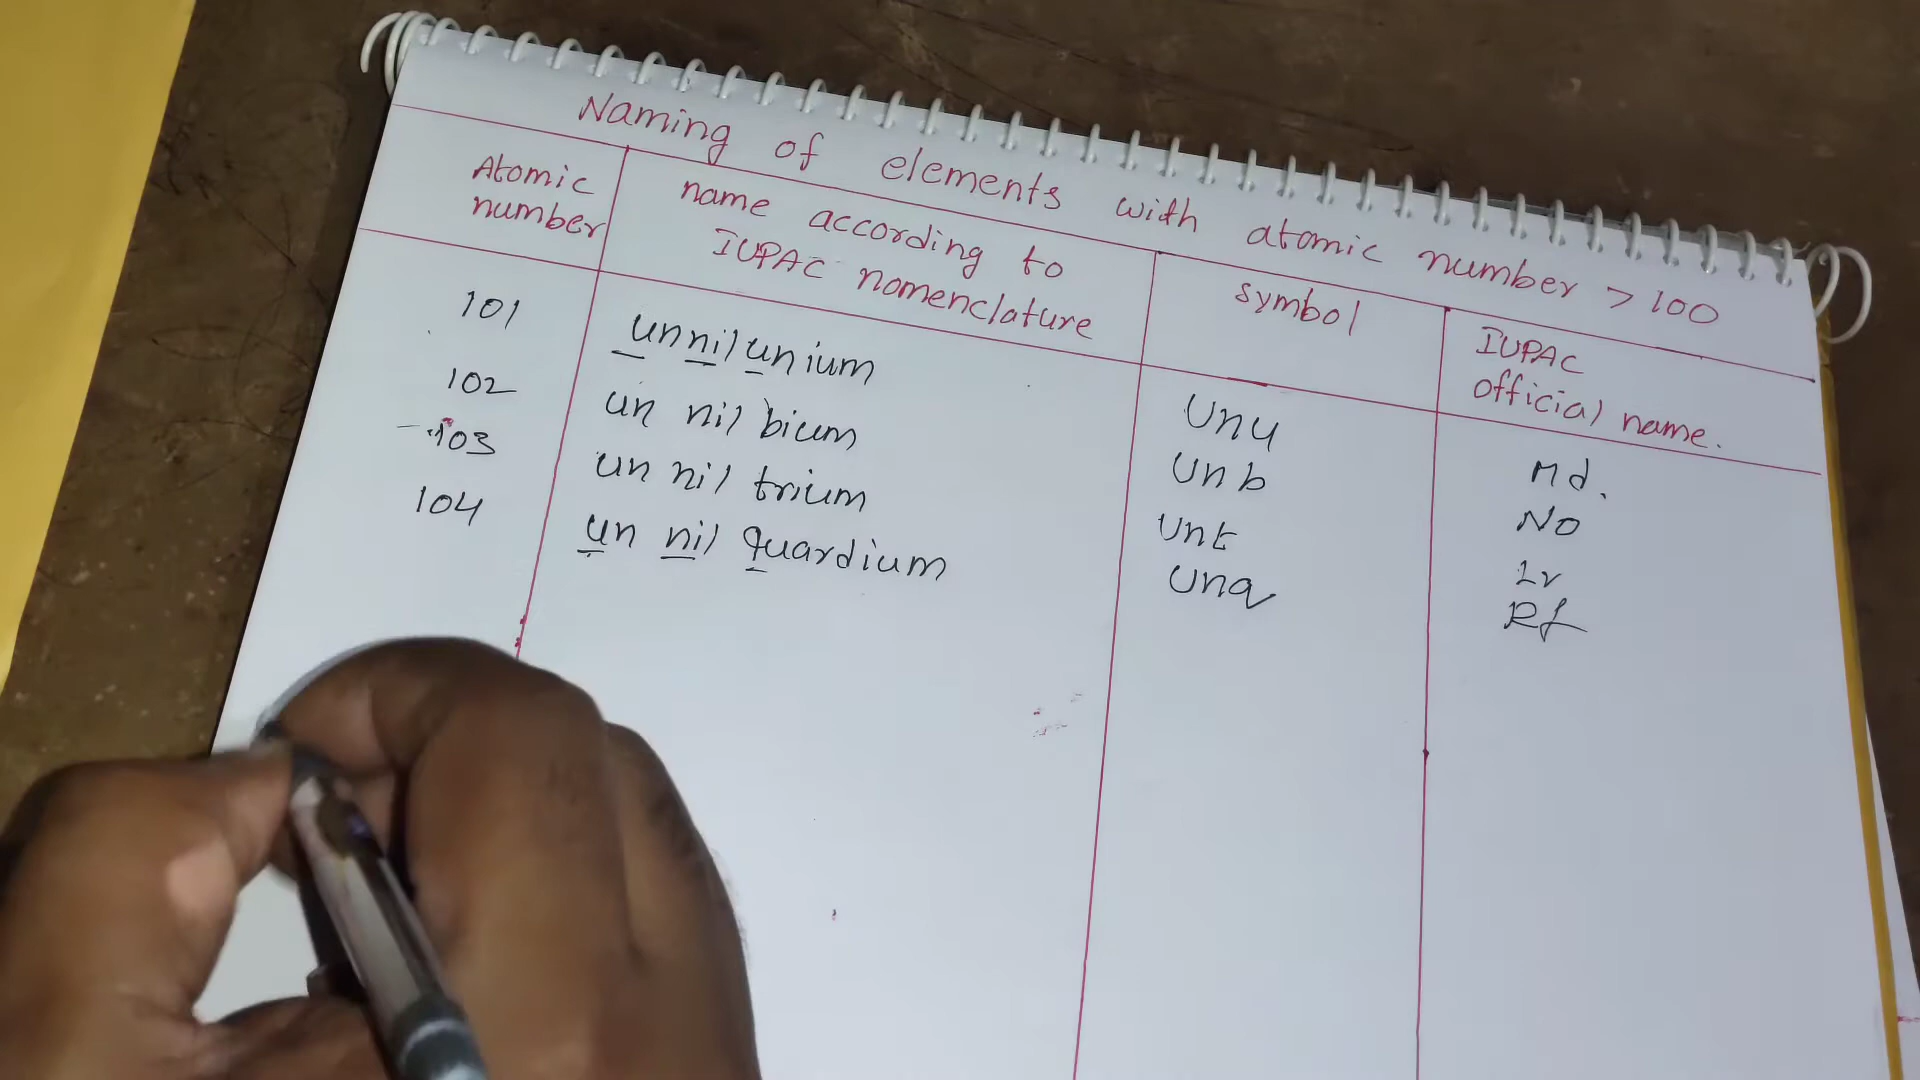 Naming of elements with atomic number > 100
Atomic
number
name according to
IUPAC nomenclature
symbol
IUPAC
official name.
101 unnilunium Unu Md.
102 un nil bium Unb No
103 un nil trium Unt Lr
104 un nil quardium Unq Rf